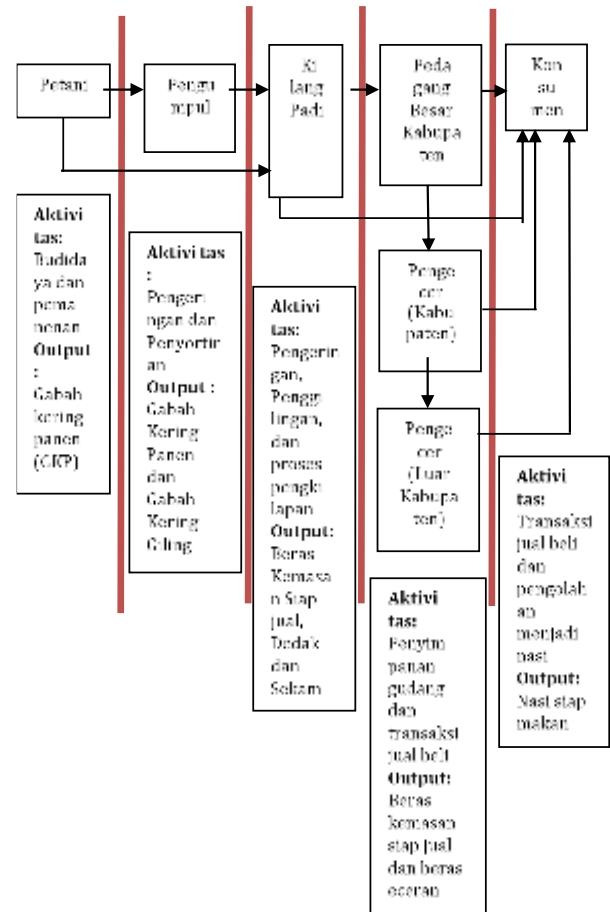 Petani
Pengu
mpul
Ki
lang
Padi
Peda
gang
Besar
Kabupa
ten
Kon
su
men
Penge
cer
(Kabu
paten)
Penge
cer
(Luar
Kabupa
ten)
Aktivi
tas:
Budida
ya dan
pema
nenan
Output
:
Gabah
kering
panen
(GKP)
Aktivi tas
:
Pengeri
ngan dan
Penyortir
an
Output :
Gabah
Kering
Panen
dan
Gabah
Kering
Giling
Aktivi
tas:
Pengerin
gan,
Penggi
lingan,
dan
proses
pengki
lapan
Output:
Beras
Kemasa
n Siap
jual,
Dedak
dan
Sekam
Aktivi
tas:
Penyim
panan
gudang
dan
transaksi
jual beli
Output:
Beras
kemasan
siap jual
dan beras
eceran
Aktivi
tas:
Transaksi
jual beli
dan
pengolah
an
menjadi
nasi
Output:
Nasi siap
makan